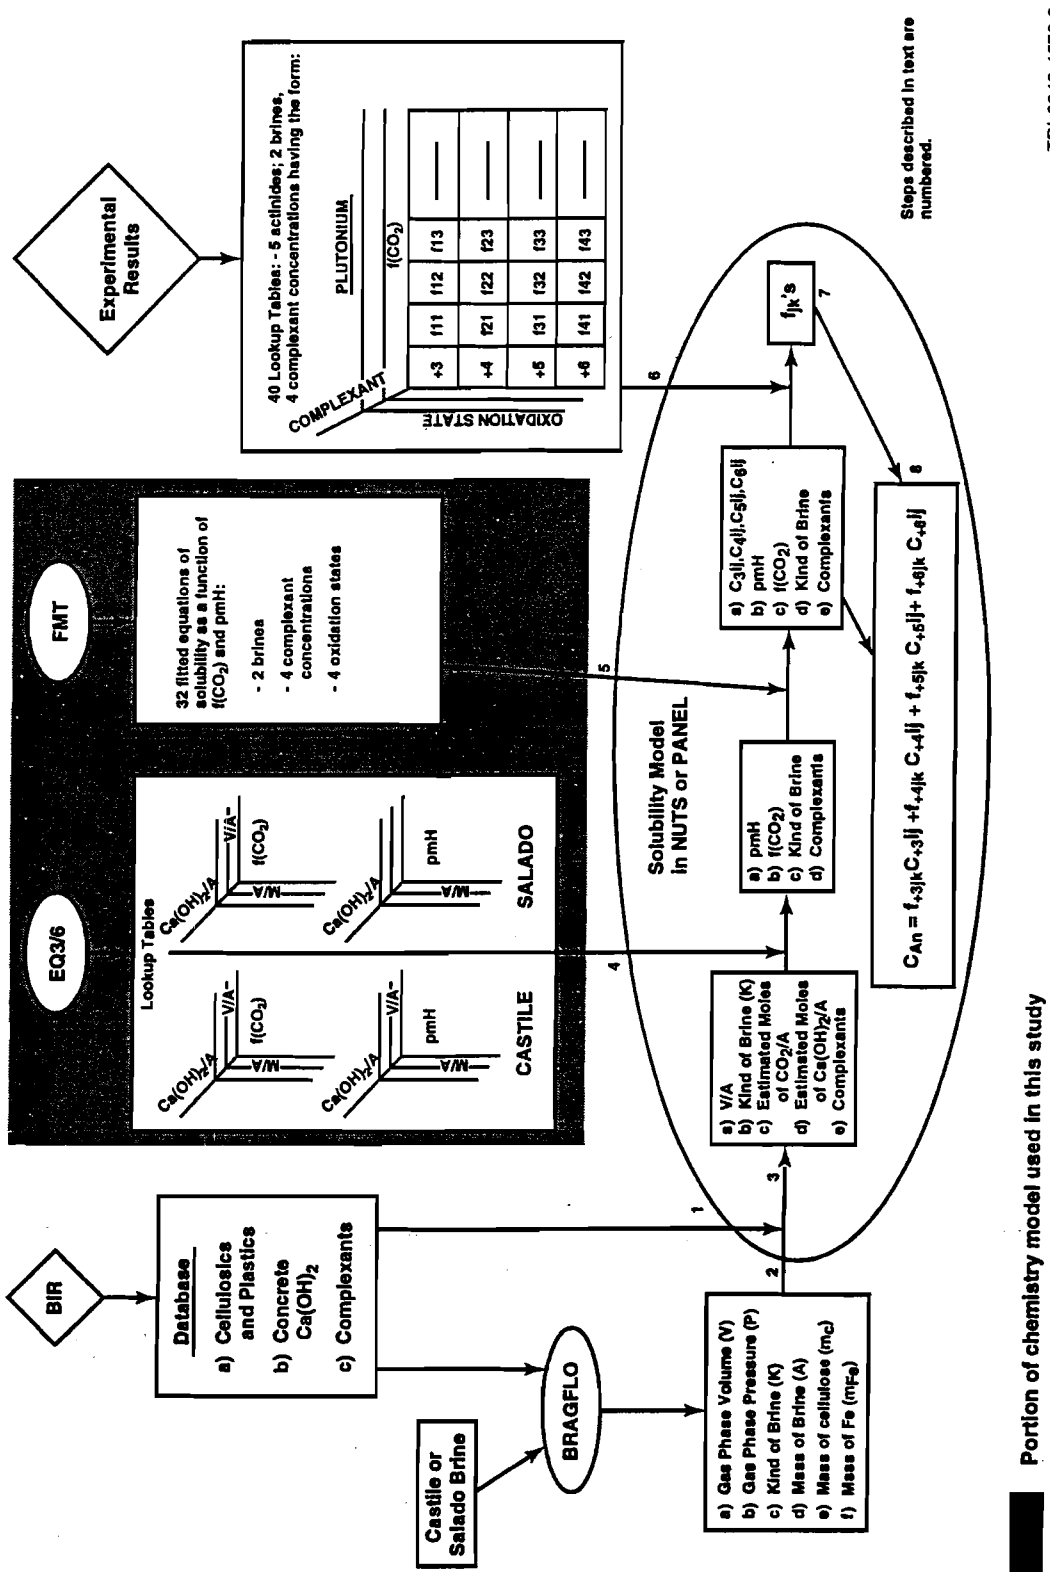 BIR
Database
a) Cellulosics
and Plastics
b) Concrete
Ca(OH)2
c) Complexants
Castile or
Salado Brine
BRAGFLO
a) Gas Phase Volume (V)
b) Gas Phase Pressure (P)
c) Kind of Brine (K)
d) Mass of Brine (A)
e) Mass of cellulose (mc)
f) Mass of Fe (mFe)
1
2
3
EQ3/6
Lookup Tables
Ca(OH)2/A
V/A
f(CO2)
M/A
Ca(OH)2/A
V/A
pmH
M/A
CASTILE
Ca(OH)2/A
V/A
f(CO2)
M/A
Ca(OH)2/A
V/A
pmH
M/A
SALADO
FMT
32 fitted equations of
solubility as a function of
f(CO2) and pmH:
- 2 brines
- 4 complexant
concentrations
- 4 oxidation states
Experimental
Results
40 Lookup Tables: - 5 actinides; 2 brines,
4 complexant concentrations having the form:
PLUTONIUM
COMPLEXANT
f(CO2)
OXIDATION STATE
+3 f11 f12 f13
+4 f21 f22 f23
+5 f31 f32 f33
+6 f41 f42 f43
4
5
6
Solubility Model
in NUTS or PANEL
a) V/A
b) Kind of Brine (K)
c) Estimated Moles
of CO2/A
d) Estimated Moles
of Ca(OH)2/A
e) Complexants
a) pmH
b) f(CO2)
c) Kind of Brine
d) Complexants
a) C3ij,C4ij,C5ij,C6ij
b) pmH
c) f(CO2)
d) Kind of Brine
e) Complexants
fjk's
7
8
CAn = f+3jkC+3ij +f+4jk C+4ij + f+5jk C+5ij+ f+6jk C+6ij
Steps described in text are
numbered.
Portion of chemistry model used in this study